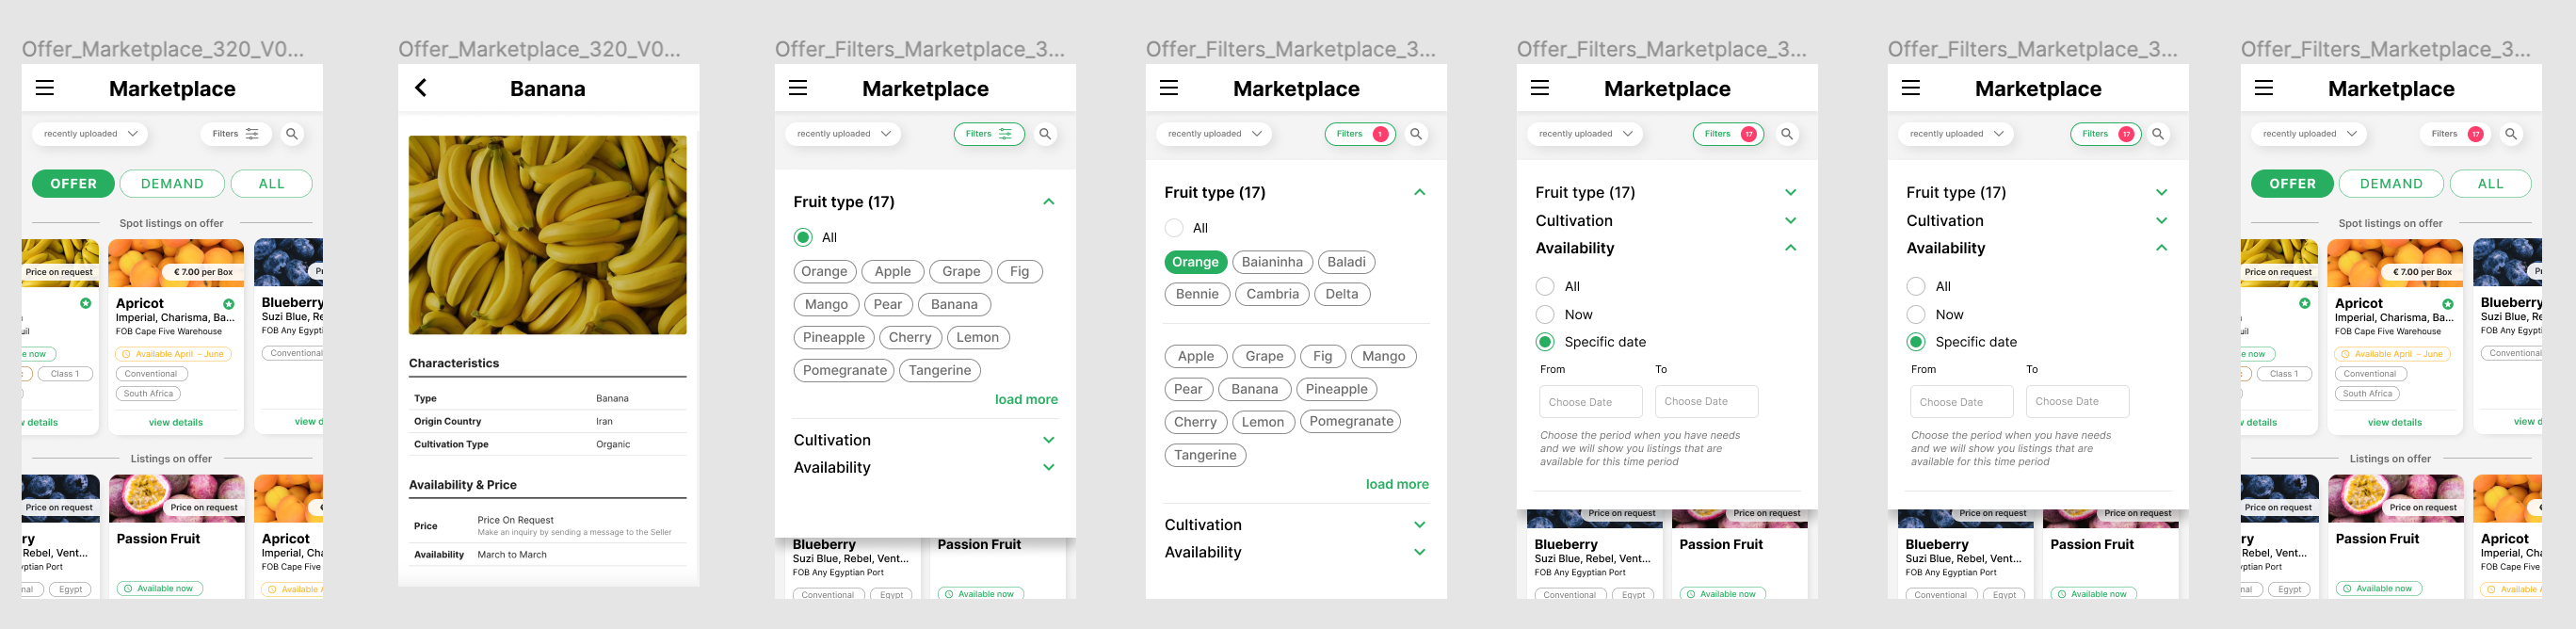 Offer_Marketplace_320_V0...
Marketplace
recently uploaded
Filters
OFFER
DEMAND
ALL
Spot listings on offer
Price on request
€ 7.00 per Box
Apricot
Blueberry
Imperial, Charisma, Ba...
Suzi Blue, Re
FOB Cape Five Warehouse
FOB Any Egypti
e now
Available April – June
Conventional
Class 1
Conventional
South Africa
w details
view details
view d
Listings on offer
Price on request
Price on request
ry
Passion Fruit
Apricot
Rebel, Vent...
Imperial, Cha
yptian Port
FOB Cape Five
nal
Egypt
Available now
Available A
Offer_Marketplace_320_V0...
Banana
Characteristics
Type
Banana
Origin Country
Iran
Cultivation Type
Organic
Availability & Price
Price
Price On Request
Make an inquiry by sending a message to the Seller
Availability
March to March
Offer_Filters_Marketplace_3...
Marketplace
recently uploaded
Filters
Fruit type (17)
All
Orange
Apple
Grape
Fig
Mango
Pear
Banana
Pineapple
Cherry
Lemon
Pomegranate
Tangerine
load more
Cultivation
Availability
Blueberry
Passion Fruit
Suzi Blue, Rebel, Vent...
FOB Any Egyptian Port
Conventional
Egypt
Available now
Offer_Filters_Marketplace_3...
Marketplace
recently uploaded
Filters
1
Fruit type (17)
All
Orange
Baianinha
Baladi
Bennie
Cambria
Delta
Apple
Grape
Fig
Mango
Pear
Banana
Pineapple
Cherry
Lemon
Pomegranate
Tangerine
load more
Cultivation
Availability
Offer_Filters_Marketplace_3...
Marketplace
recently uploaded
Filters
17
Fruit type (17)
Cultivation
Availability
All
Now
Specific date
From
To
Choose Date
Choose Date
Choose the period when you have needs
and we will show you listings that are
available for this time period
Price on request
Price on request
Blueberry
Passion Fruit
Suzi Blue, Rebel, Vent...
FOB Any Egyptian Port
Conventional
Egypt
Available now
Offer_Filters_Marketplace_3...
Marketplace
recently uploaded
Filters
17
Fruit type (17)
Cultivation
Availability
All
Now
Specific date
From
To
Choose Date
Choose Date
Choose the period when you have needs
and we will show you listings that are
available for this time period
Price on request
Price on request
Blueberry
Passion Fruit
Suzi Blue, Rebel, Vent...
FOB Any Egyptian Port
Conventional
Egypt
Available now
Offer_Filters_Marketplace_3...
Marketplace
recently uploaded
Filters
17
OFFER
DEMAND
ALL
Spot listings on offer
Price on request
€ 7.00 per Box
Apricot
Blueberry
Imperial, Charisma, Ba...
Suzi Blue, Re
FOB Cape Five Warehouse
FOB Any Egypti
e now
Available April – June
Conventional
Class 1
Conventional
South Africa
w details
view details
view d
Listings on offer
Price on request
Price on request
ry
Passion Fruit
Apricot
Rebel, Vent...
Imperial, Cha
yptian Port
FOB Cape Five
nal
Egypt
Available now
Available A